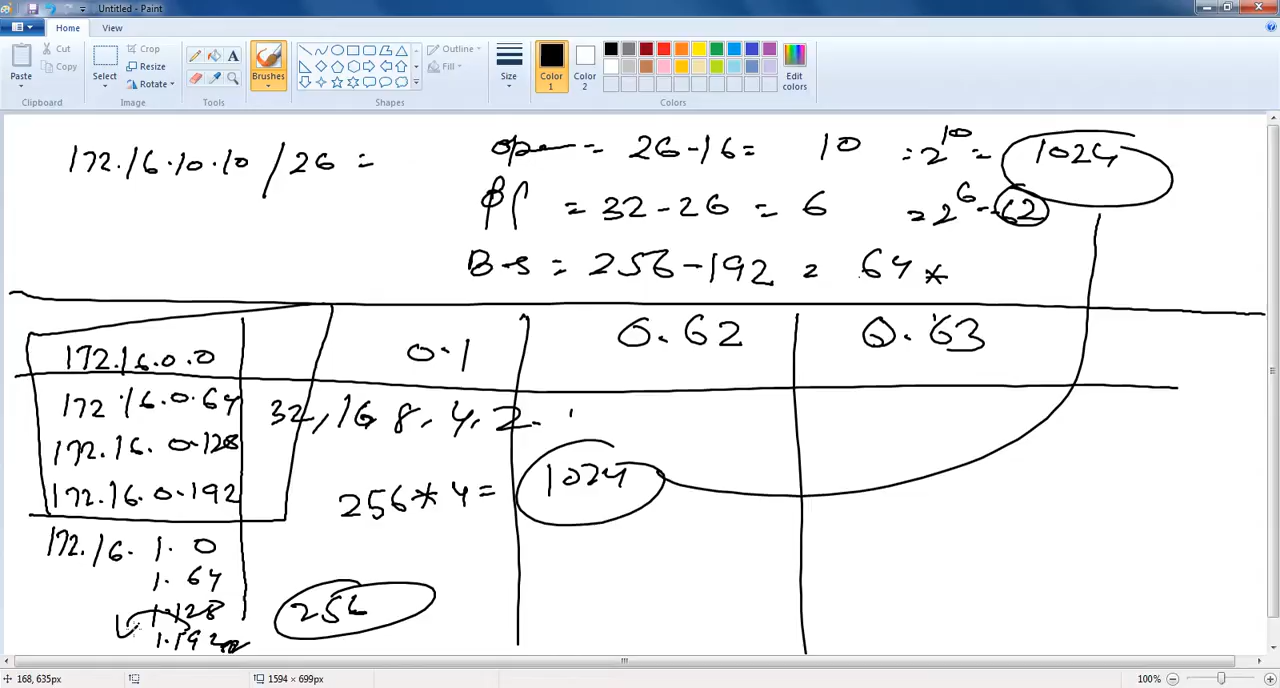 Untitled - Paint
Home View
Paste
Cut
Copy
Clipboard
Select
Crop
Resize
Rotate
Image
Tools
Brushes
Shapes
Outline
Fill
Size
Color 1
Color 2
Edit colors
Colors
172.16.10.10 /26 =
= 26-16= 10 =2^10= 1024
= 32-26 = 6 =2^6-62
B-S = 256-192 = 64 *
172.16.0.0 0.1 0.62 0.63
172.16.0.64 32, 16 8, 4, 2.
172.16.0.128
172.16.0.192 256*4= 1024
172.16.1.0
1.64
1.128 256
1.192
168, 635px
1594 × 699px
100%